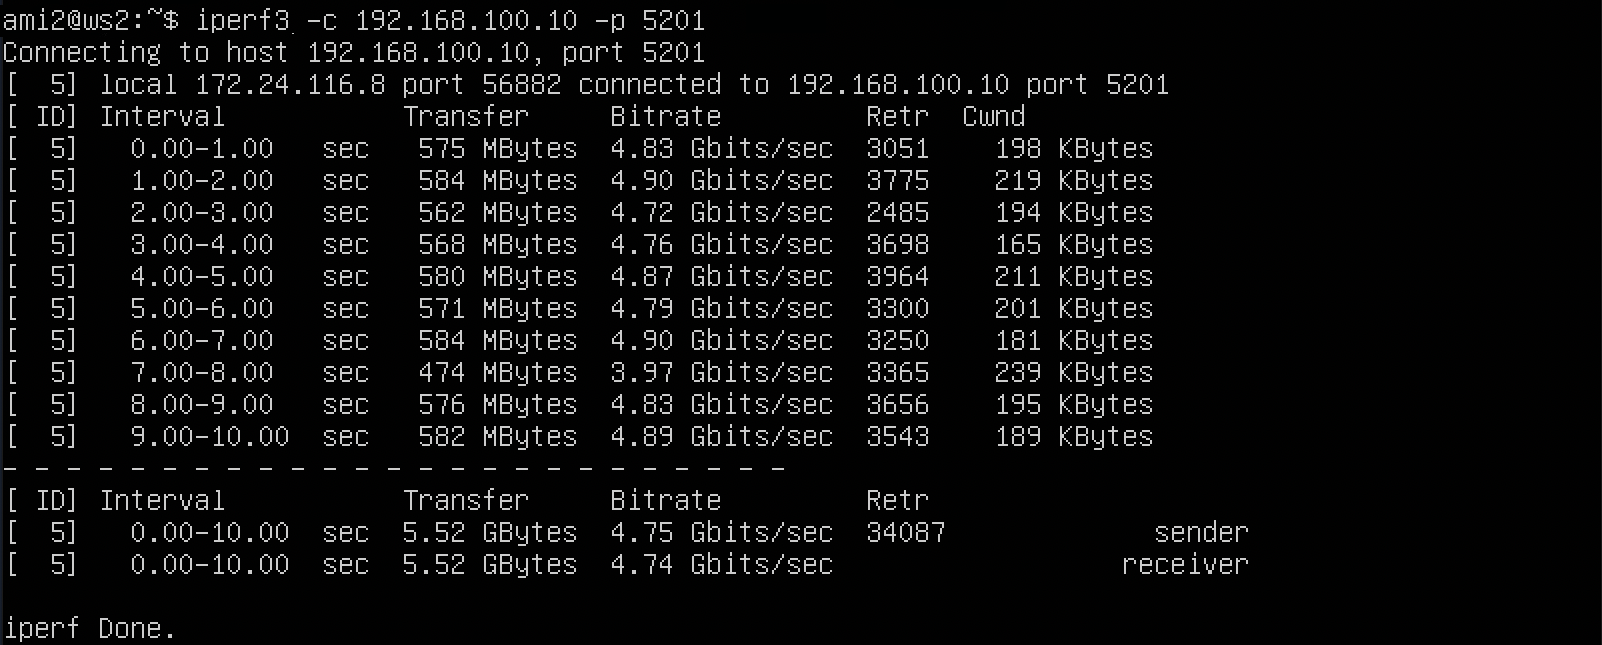 ami2@ws2:~$ iperf3 -c 192.168.100.10 -p 5201
Connecting to host 192.168.100.10, port 5201
[  5] local 172.24.116.8 port 56882 connected to 192.168.100.10 port 5201
[ ID] Interval           Transfer     Bitrate         Retr  Cwnd
[  5]   0.00-1.00   sec   575 MBytes  4.83 Gbits/sec  3051    198 KBytes
[  5]   1.00-2.00   sec   584 MBytes  4.90 Gbits/sec  3775    219 KBytes
[  5]   2.00-3.00   sec   562 MBytes  4.72 Gbits/sec  2485    194 KBytes
[  5]   3.00-4.00   sec   568 MBytes  4.76 Gbits/sec  3698    165 KBytes
[  5]   4.00-5.00   sec   580 MBytes  4.87 Gbits/sec  3964    211 KBytes
[  5]   5.00-6.00   sec   571 MBytes  4.79 Gbits/sec  3300    201 KBytes
[  5]   6.00-7.00   sec   584 MBytes  4.90 Gbits/sec  3250    181 KBytes
[  5]   7.00-8.00   sec   474 MBytes  3.97 Gbits/sec  3365    239 KBytes
[  5]   8.00-9.00   sec   576 MBytes  4.83 Gbits/sec  3656    195 KBytes
[  5]   9.00-10.00  sec   582 MBytes  4.89 Gbits/sec  3543    189 KBytes
- - - - - - - - - - - - - - - - - - - - - - - - -
[ ID] Interval           Transfer     Bitrate         Retr
[  5]   0.00-10.00  sec  5.52 GBytes  4.75 Gbits/sec  34087             sender
[  5]   0.00-10.00  sec  5.52 GBytes  4.74 Gbits/sec                  receiver

iperf Done.